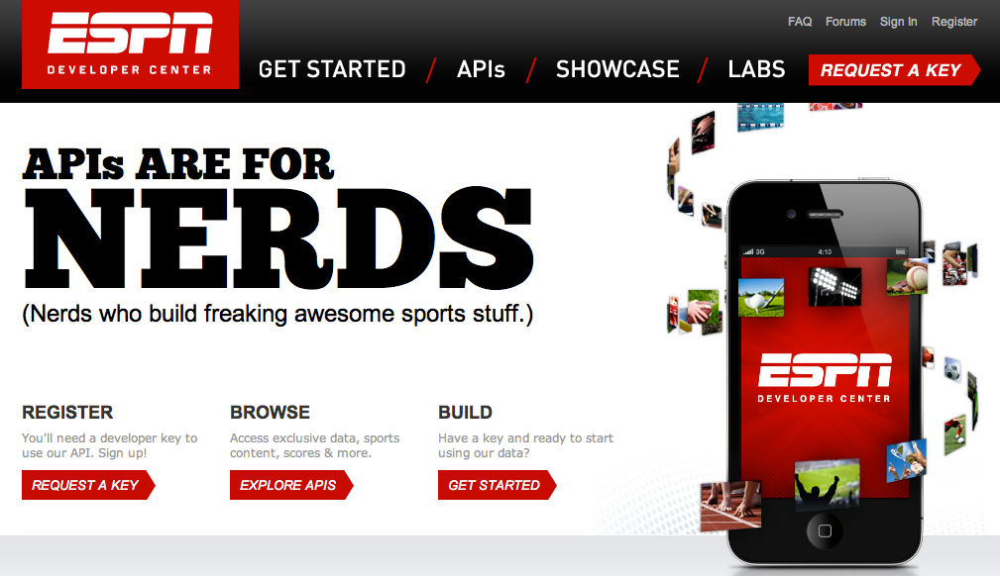 ESPN
DEVELOPER CENTER
FAQ Forums Sign In Register
GET STARTED / APIs / SHOWCASE / LABS
REQUEST A KEY
APIs ARE FOR
NERDS
(Nerds who build freaking awesome sports stuff.)
REGISTER
You'll need a developer key to
use our API. Sign up!
REQUEST A KEY
BROWSE
Access exclusive data, sports
content, scores & more.
EXPLORE APIS
BUILD
Have a key and ready to start
using our data?
GET STARTED
3G 4:13
ESPN
DEVELOPER CENTER